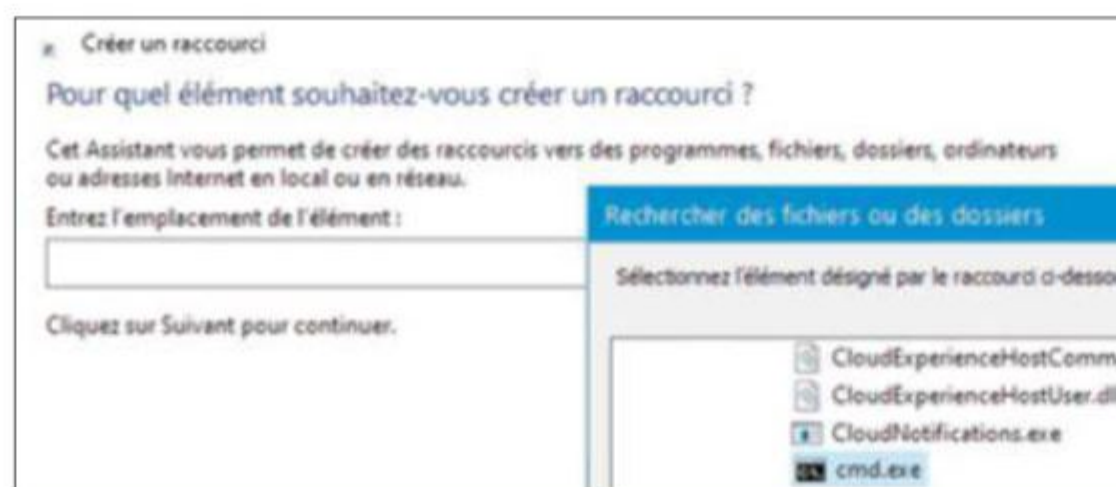 Créer un raccourci
Pour quel élément souhaitez-vous créer un raccourci ?
Cet Assistant vous permet de créer des raccourcis vers des programmes, fichiers, dossiers, ordinateurs
ou adresses Internet en local ou en réseau.
Entrez l'emplacement de l'élément :
Cliquez sur Suivant pour continuer.
Rechercher des fichiers ou des dossiers
Sélectionnez l'élément désigné par le raccourci ci-dessou
CloudExperienceHostComm
CloudExperienceHostUser.dl
CloudNotifications.exe
cmd.exe